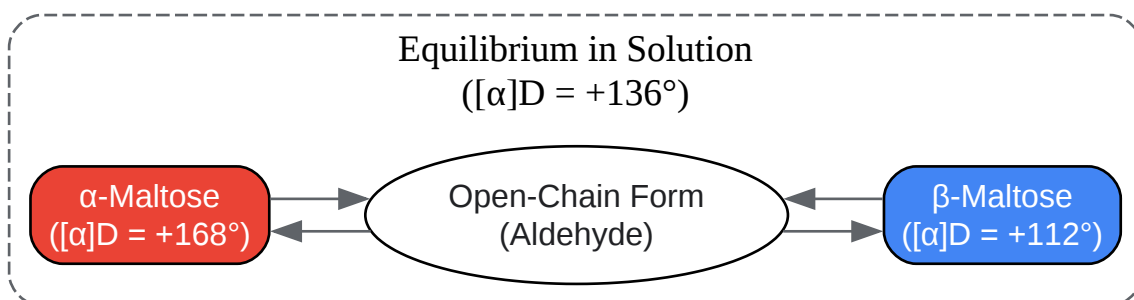 Equilibrium in Solution
([α]D = +136°)
α-Maltose
([α]D = +168°)
Open-Chain Form
(Aldehyde)
β-Maltose
([α]D = +112°)